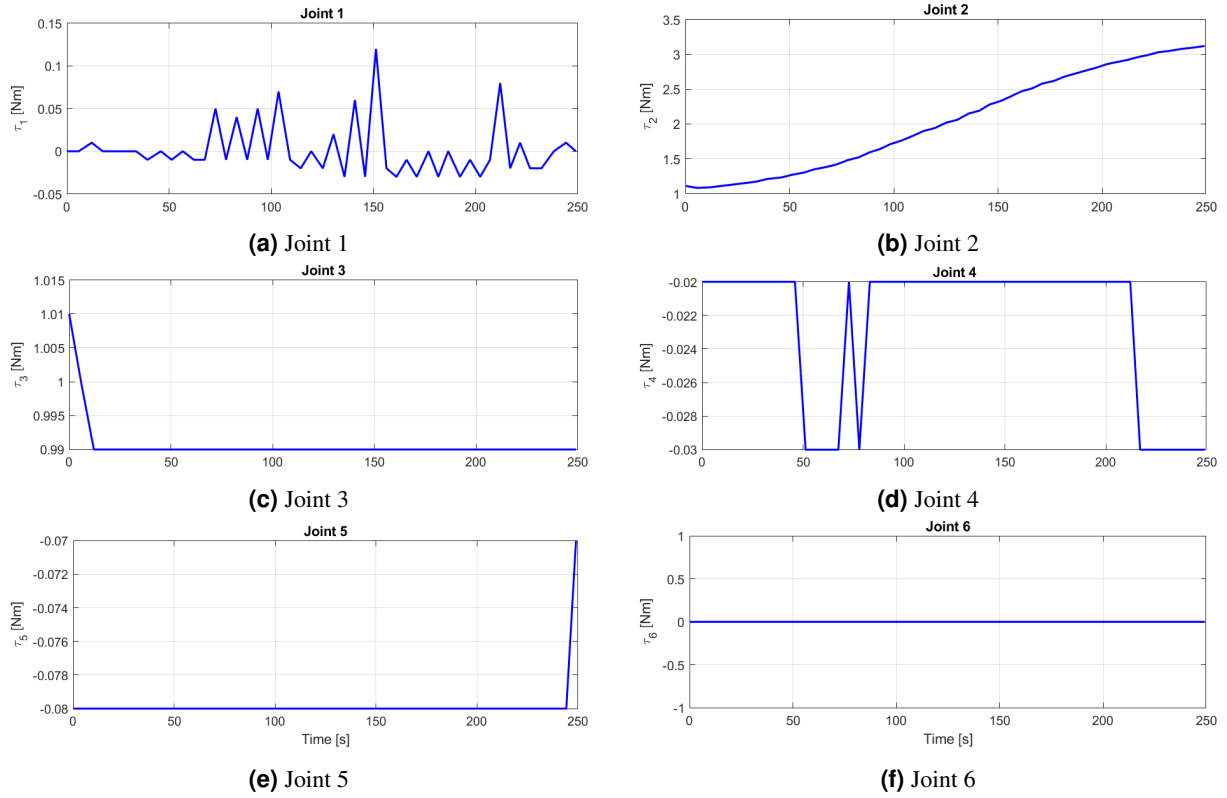 Joint 1
0.15
0.1
0.05
0
-0.05
τ1 [Nm]
0 50 100 150 200 250
(a) Joint 1
Joint 2
3.5
3
2.5
2
1.5
1
τ2 [Nm]
0 50 100 150 200 250
(b) Joint 2
Joint 3
1.015
1.01
1.005
1
0.995
0.99
τ3 [Nm]
0 50 100 150 200 250
(c) Joint 3
Joint 4
-0.02
-0.022
-0.024
-0.026
-0.028
-0.03
τ4 [Nm]
0 50 100 150 200 250
(d) Joint 4
Joint 5
-0.07
-0.072
-0.074
-0.076
-0.078
-0.08
τ5 [Nm]
0 50 100 150 200 250
Time [s]
(e) Joint 5
Joint 6
1
0.5
0
-0.5
-1
τ6 [Nm]
0 50 100 150 200 250
Time [s]
(f) Joint 6